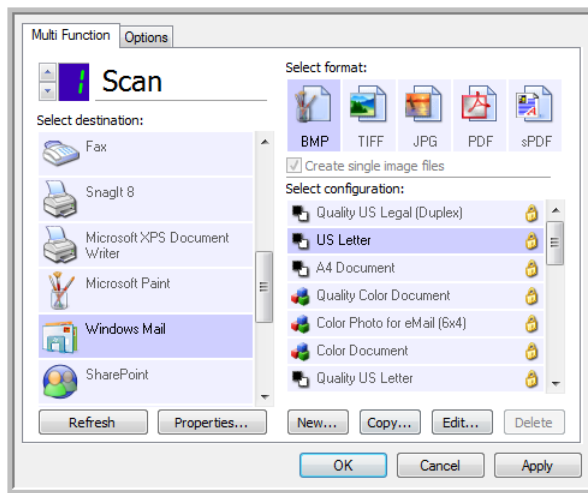 Multi Function
Options
1
Scan
Select destination:
Fax
SnagIt 8
Microsoft XPS Document
Writer
Microsoft Paint
Windows Mail
SharePoint
Refresh
Properties...
Select format:
BMP
TIFF
JPG
PDF
sPDF
Create single image files
Select configuration:
Quality US Legal (Duplex)
US Letter
A4 Document
Quality Color Document
Color Photo for eMail (6x4)
Color Document
Quality US Letter
New...
Copy...
Edit...
Delete
OK
Cancel
Apply